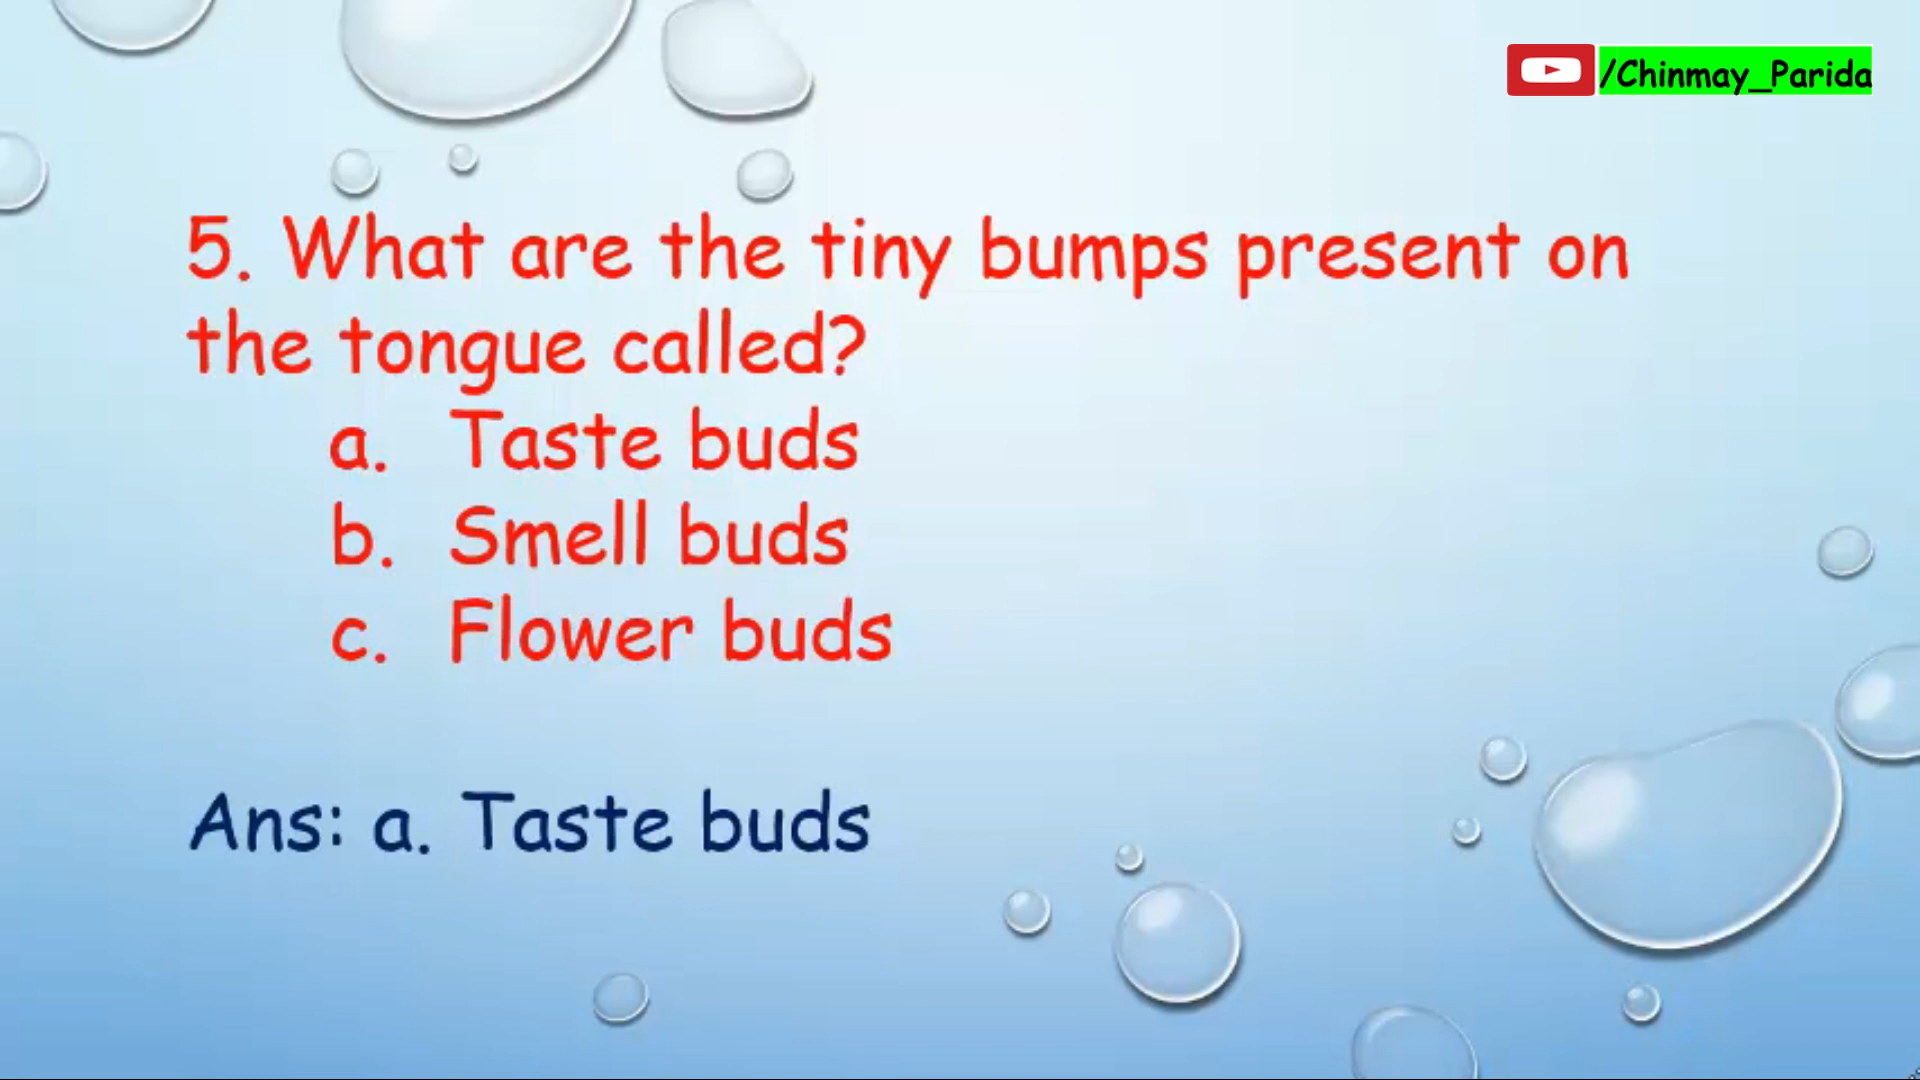 /Chinmay_Parida
5. What are the tiny bumps present on
the tongue called?
a. Taste buds
b. Smell buds
c. Flower buds
Ans: a. Taste buds